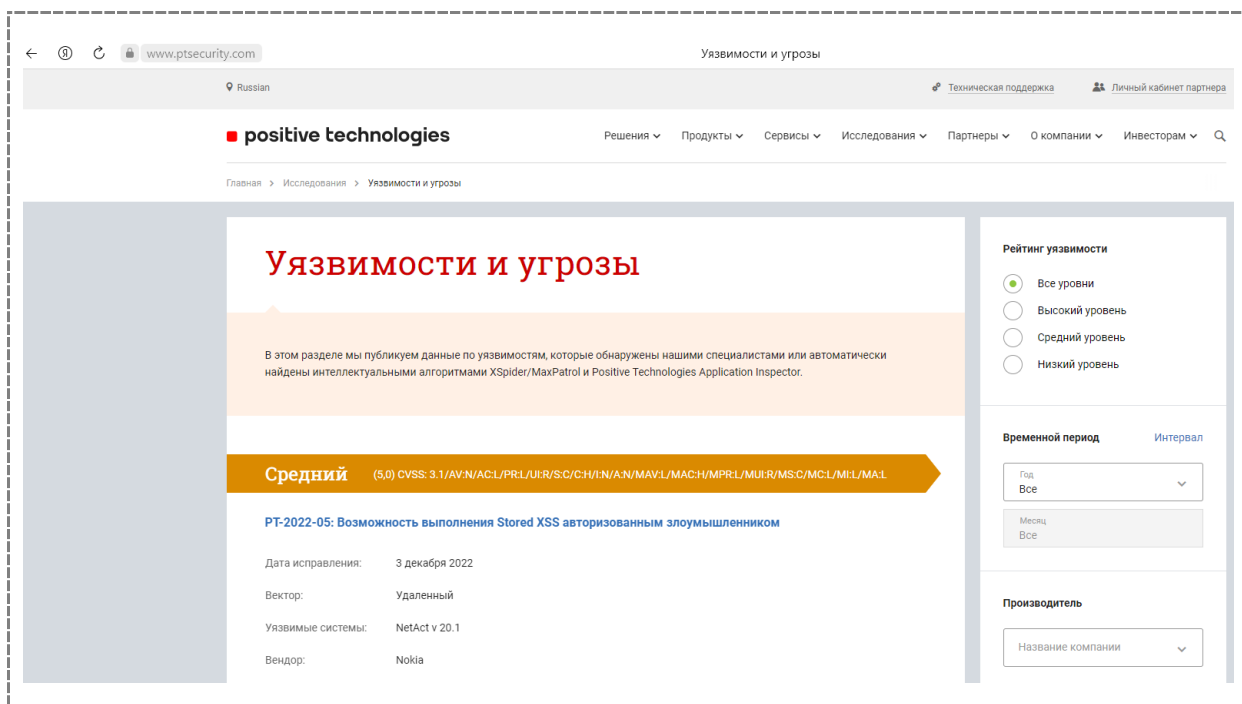 www.ptsecurity.com
Уязвимости и угрозы
Russian
Техническая поддержка
Личный кабинет партнера
positive technologies
Решения
Продукты
Сервисы
Исследования
Партнеры
О компании
Инвесторам
Главная > Исследования > Уязвимости и угрозы
Уязвимости и угрозы
В этом разделе мы публикуем данные по уязвимостям, которые обнаружены нашими специалистами или автоматически
найдены интеллектуальными алгоритмами XSpider/MaxPatrol и Positive Technologies Application Inspector.
Средний (5,0) CVSS: 3.1/AV:N/AC:L/PR:L/UI:R/S:C/C:H/I:N/A:N/MAV:L/MAC:H/MPR:L/MUI:R/MS:C/MC:L/MI:L/MA:L
PT-2022-05: Возможность выполнения Stored XSS авторизованным злоумышленником
Дата исправления: 3 декабря 2022
Вектор: Удаленный
Уязвимые системы: NetAct v 20.1
Вендор: Nokia
Рейтинг уязвимости
Все уровни
Высокий уровень
Средний уровень
Низкий уровень
Временной период Интервал
Год
Все
Месяц
Все
Производитель
Название компании